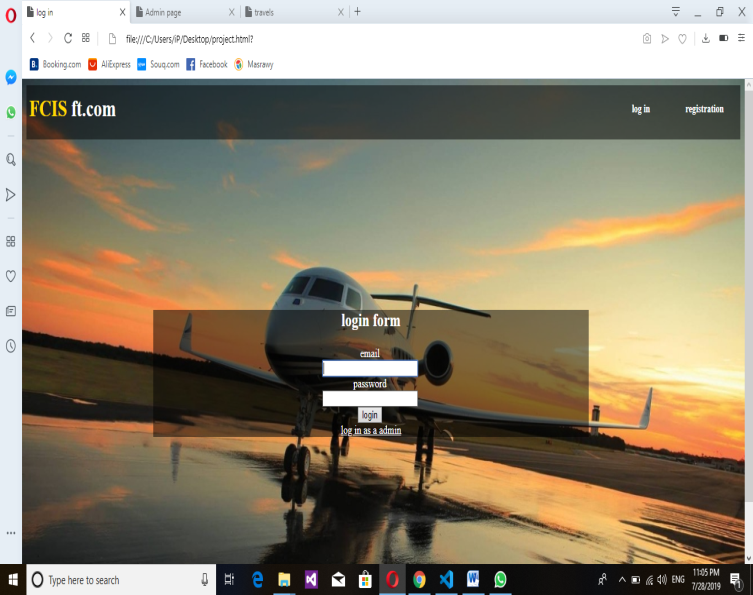 log in
Admin page
travels
file:///C:/Users/iP/Desktop/project.html?
B. Booking.com
AliExpress
Souq.com
Facebook
Masrawy
FCIS ft.com
log in
registration
login form
email
password
login
log in as a admin
Type here to search
ENG
11:05 PM
7/28/2019